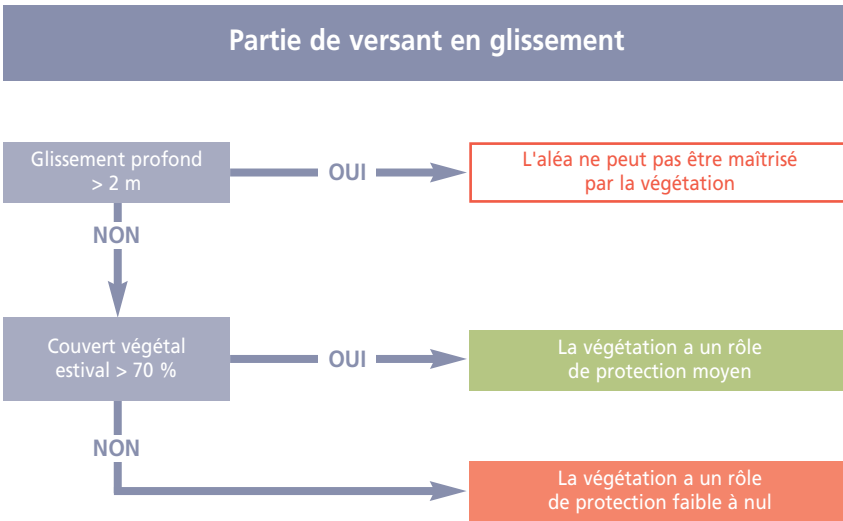 Partie de versant en glissement
Glissement profond
> 2 m
OUI
L'aléa ne peut pas être maîtrisé
par la végétation
NON
Couvert végétal
estival > 70 %
OUI
La végétation a un rôle
de protection moyen
NON
La végétation a un rôle
de protection faible à nul